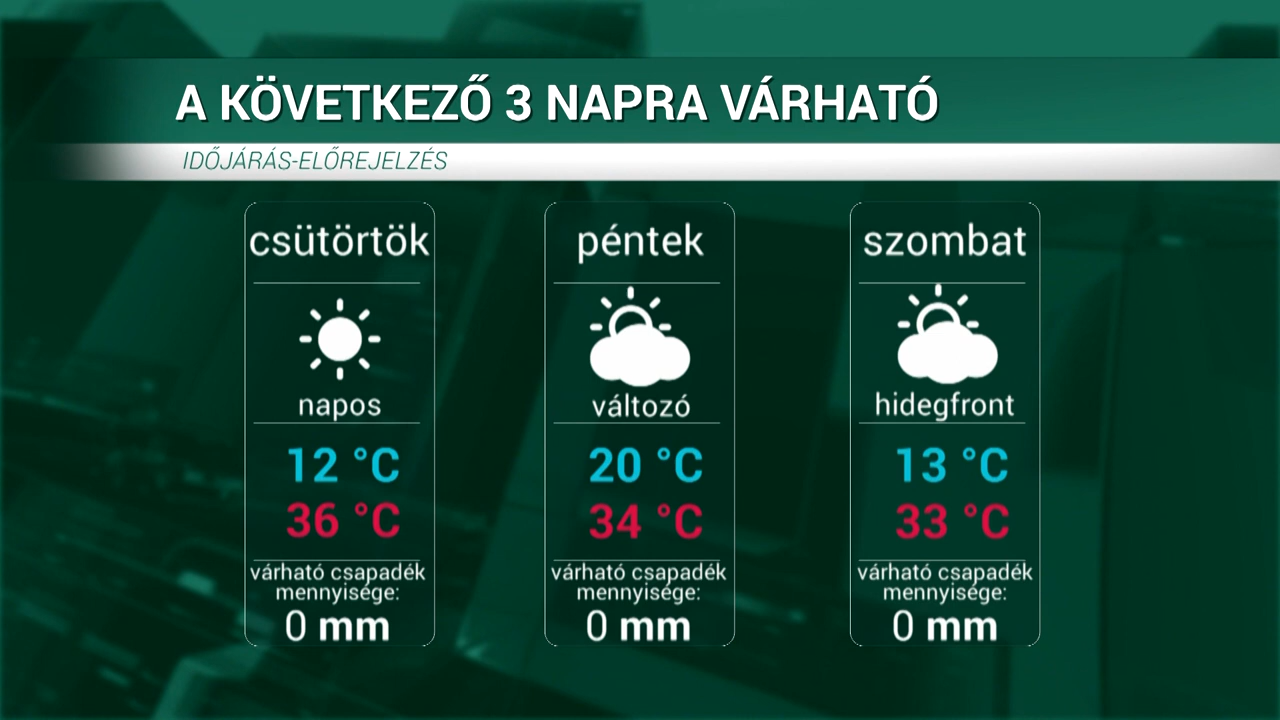 A KÖVETKEZŐ 3 NAPRA VÁRHATÓ
IDŐJÁRÁS-ELŐREJELZÉS
csütörtök
napos
12 °C
36 °C
várható csapadék
mennyisége:
0 mm
péntek
változó
20 °C
34 °C
várható csapadék
mennyisége:
0 mm
szombat
hidegfront
13 °C
33 °C
várható csapadék
mennyisége:
0 mm